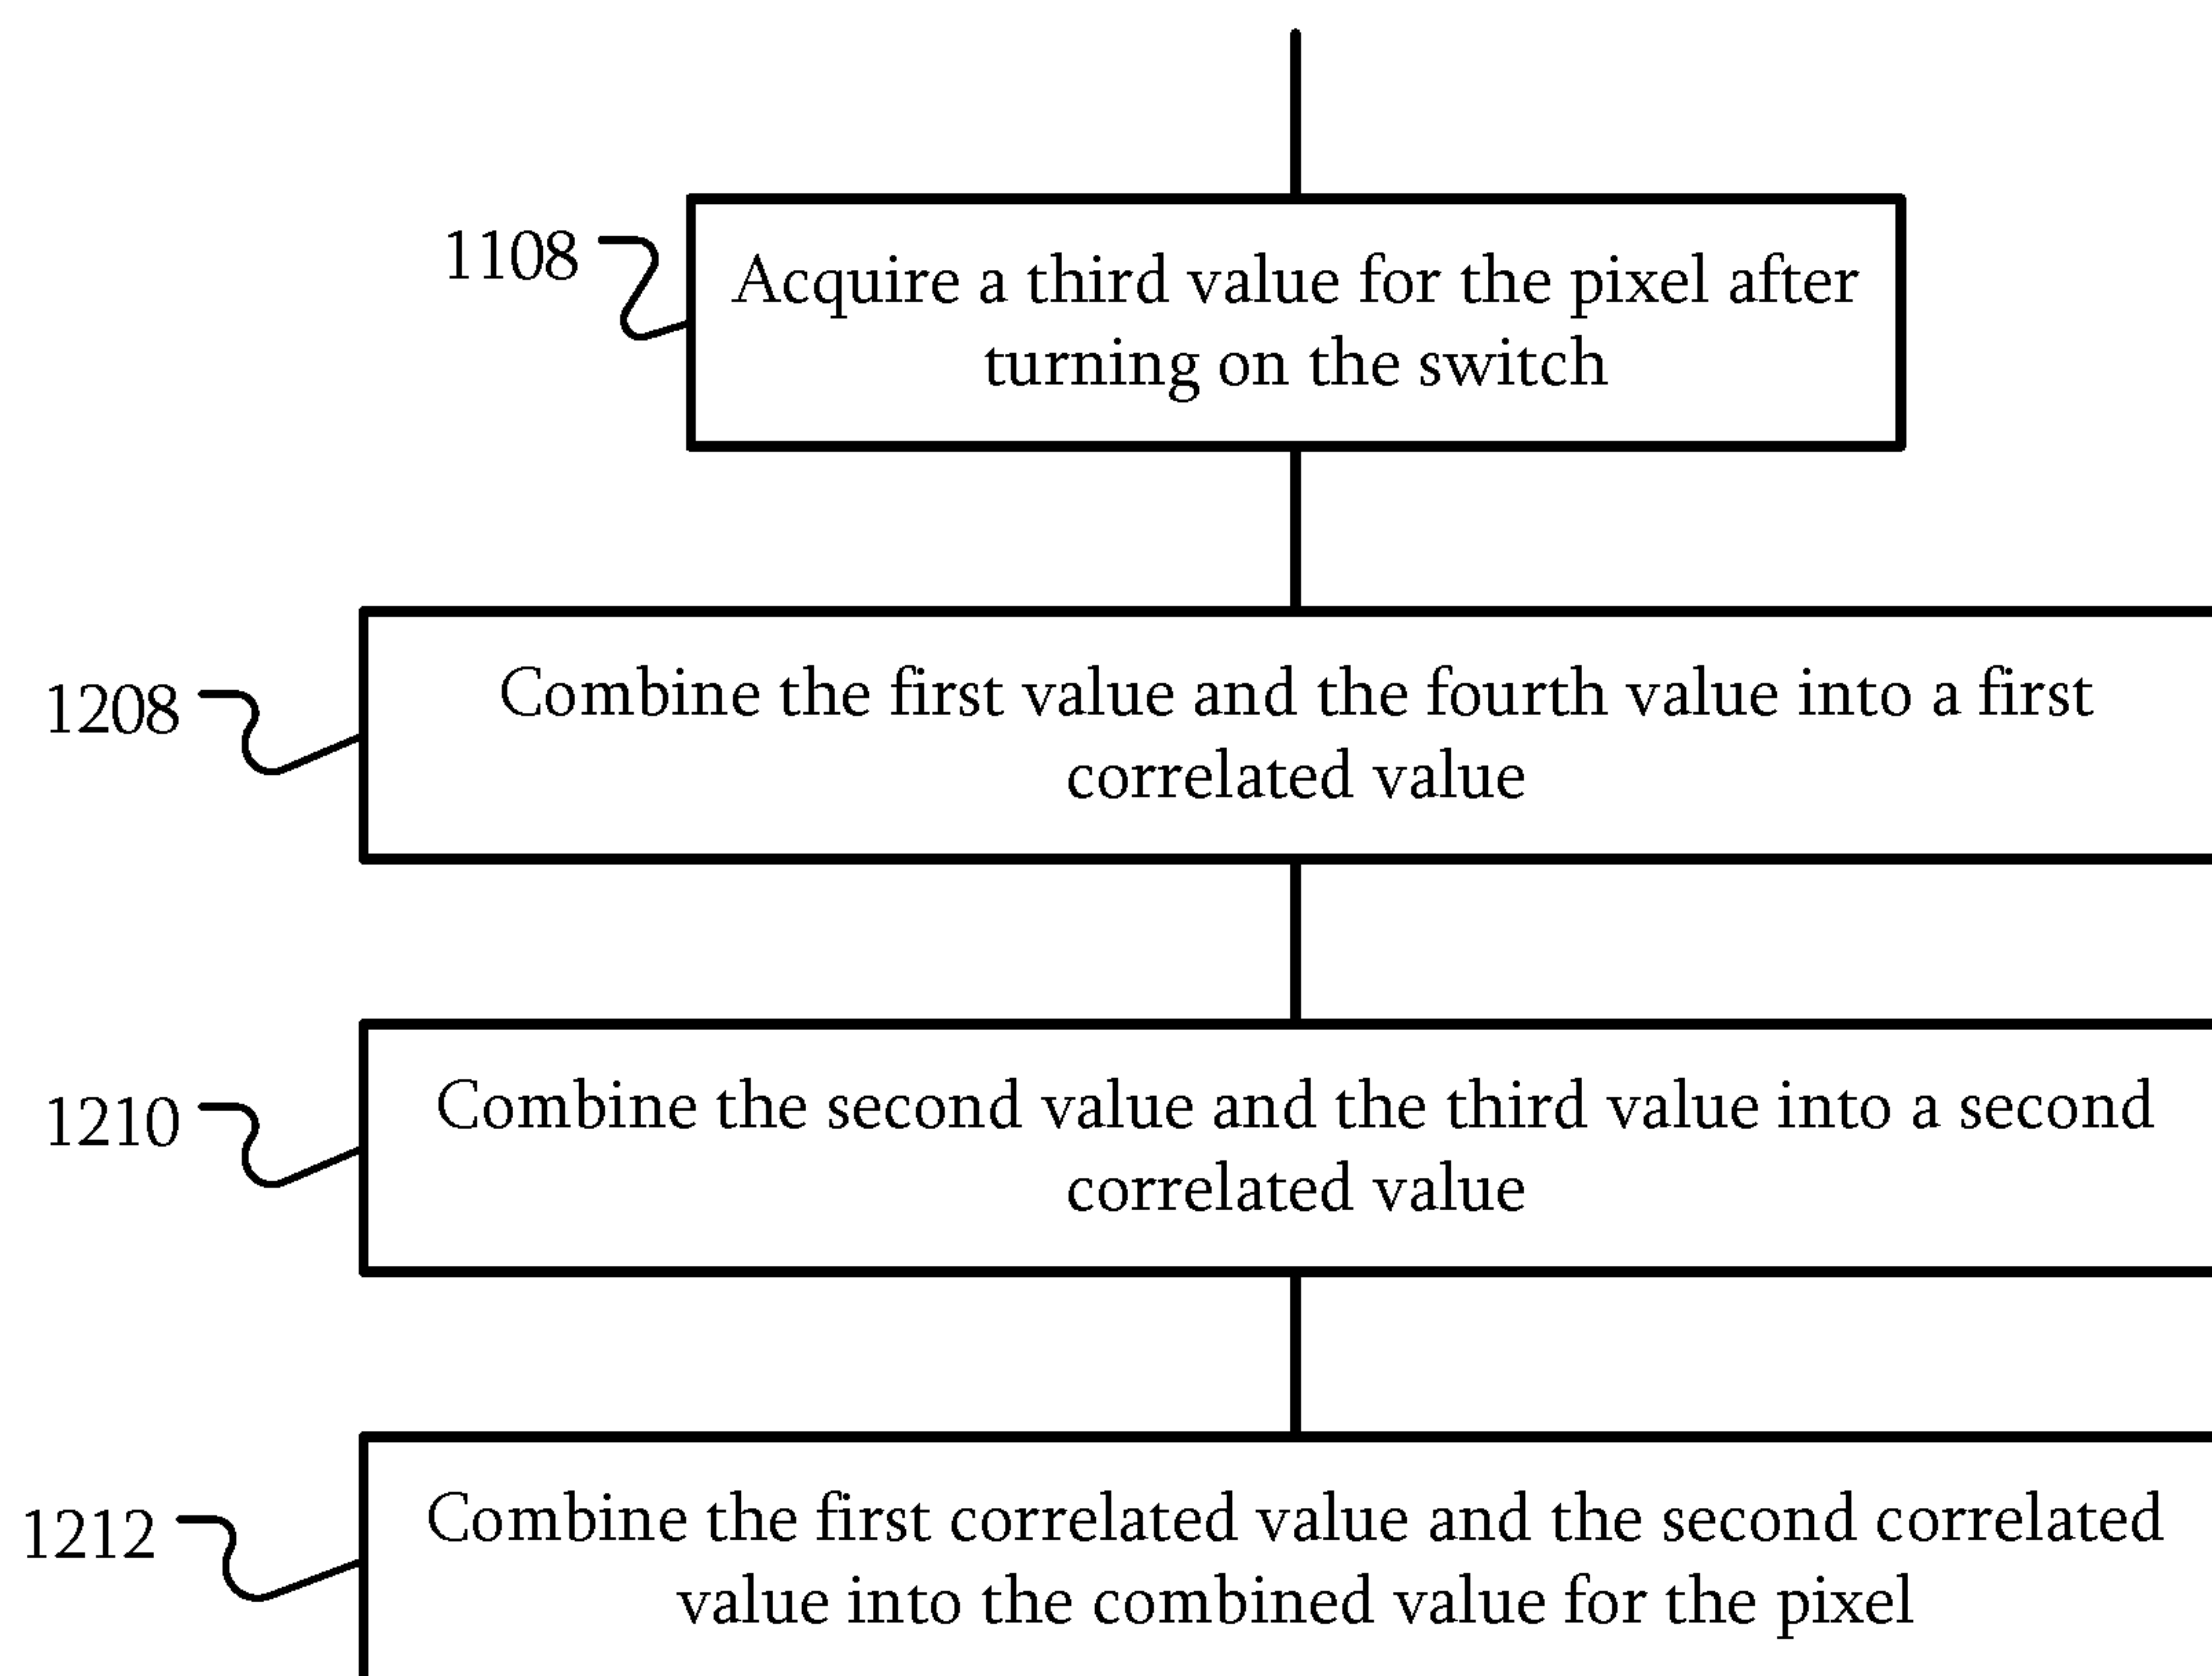 1108
Acquire a third value for the pixel after
turning on the switch
1208
Combine the first value and the fourth value into a first
correlated value
1210
Combine the second value and the third value into a second
correlated value
1212
Combine the first correlated value and the second correlated
value into the combined value for the pixel